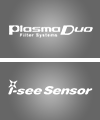 Plasma Duo
Filter Systems
i-see Sensor